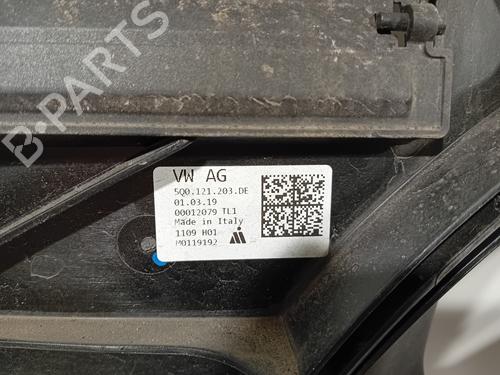 B-PARTS
VW AG
5Q0.121.203.DE
01.03.19
00012079 TL1
Made in Italy
1109 H01
M0119192